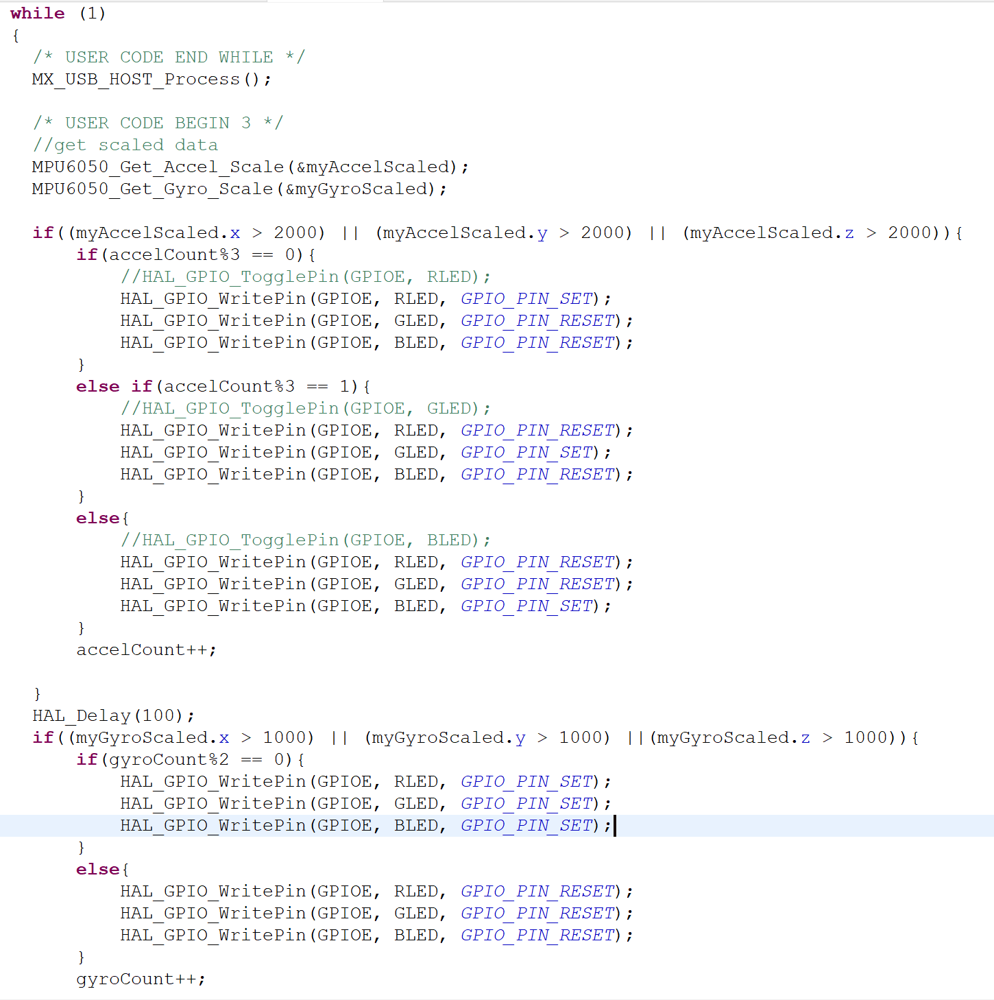 while (1)
{
/* USER CODE END WHILE */
MX_USB_HOST_Process();
/* USER CODE BEGIN 3 */
//get scaled data
MPU6050_Get_Accel_Scale(&myAccelScaled);
MPU6050_Get_Gyro_Scale(&myGyroScaled);
if((myAccelScaled.x > 2000) || (myAccelScaled.y > 2000) || (myAccelScaled.z > 2000)){
if(accelCount%3 == 0){
//HAL_GPIO_TogglePin(GPIOE, RLED);
HAL_GPIO_WritePin(GPIOE, RLED, GPIO_PIN_SET);
HAL_GPIO_WritePin(GPIOE, GLED, GPIO_PIN_RESET);
HAL_GPIO_WritePin(GPIOE, BLED, GPIO_PIN_RESET);
}
else if(accelCount%3 == 1){
//HAL_GPIO_TogglePin(GPIOE, GLED);
HAL_GPIO_WritePin(GPIOE, RLED, GPIO_PIN_RESET);
HAL_GPIO_WritePin(GPIOE, GLED, GPIO_PIN_SET);
HAL_GPIO_WritePin(GPIOE, BLED, GPIO_PIN_RESET);
}
else{
//HAL_GPIO_TogglePin(GPIOE, BLED);
HAL_GPIO_WritePin(GPIOE, RLED, GPIO_PIN_RESET);
HAL_GPIO_WritePin(GPIOE, GLED, GPIO_PIN_RESET);
HAL_GPIO_WritePin(GPIOE, BLED, GPIO_PIN_SET);
}
accelCount++;
}
HAL_Delay(100);
if((myGyroScaled.x > 1000) || (myGyroScaled.y > 1000) ||(myGyroScaled.z > 1000)){
if(gyroCount%2 == 0){
HAL_GPIO_WritePin(GPIOE, RLED, GPIO_PIN_SET);
HAL_GPIO_WritePin(GPIOE, GLED, GPIO_PIN_SET);
HAL_GPIO_WritePin(GPIOE, BLED, GPIO_PIN_SET);
}
else{
HAL_GPIO_WritePin(GPIOE, RLED, GPIO_PIN_RESET);
HAL_GPIO_WritePin(GPIOE, GLED, GPIO_PIN_RESET);
HAL_GPIO_WritePin(GPIOE, BLED, GPIO_PIN_RESET);
}
gyroCount++;